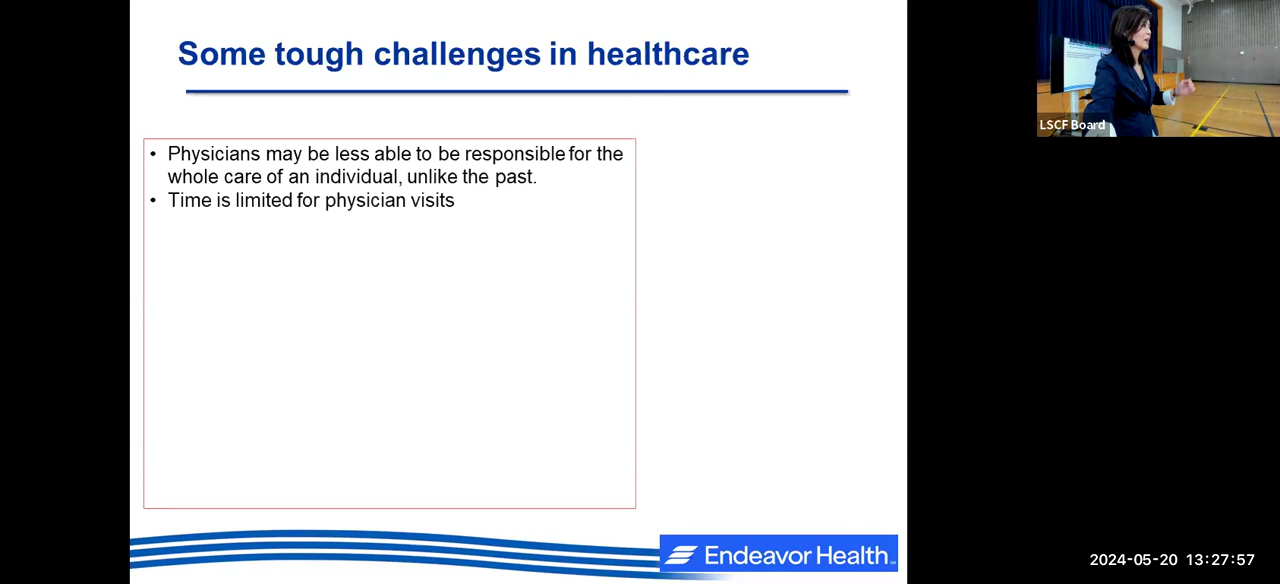 Some tough challenges in healthcare
• Physicians may be less able to be responsible for the
whole care of an individual, unlike the past.
• Time is limited for physician visits
Endeavor Health
LSCF Board
2024-05-20 13:27:57